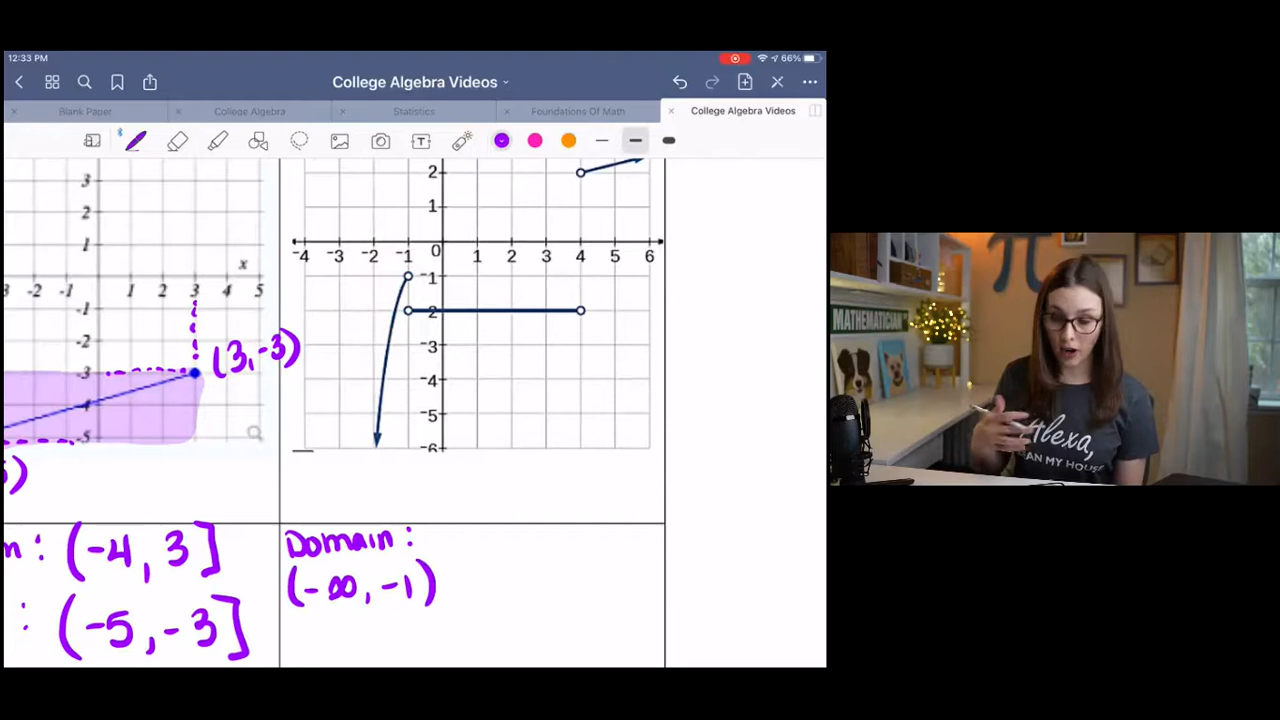 12:33 PM
66%
College Algebra Videos
Blank Paper
College Algebra
Statistics
Foundations Of Math
College Algebra Videos
3
2
1
x
3 -2 -1 1 2 3 4 5
-1
-2
-3
-4
-5
(3,-3)
2
1
0
-4 -3 -2 -1 1 2 3 4 5 6
-1
2
-3
-4
-5
-6
n : (-4, 3]
: (-5, -3]
Domain :
(-∞, -1)
MATHEMATICIAN
π
Alexa,
EAN MY HOUSE